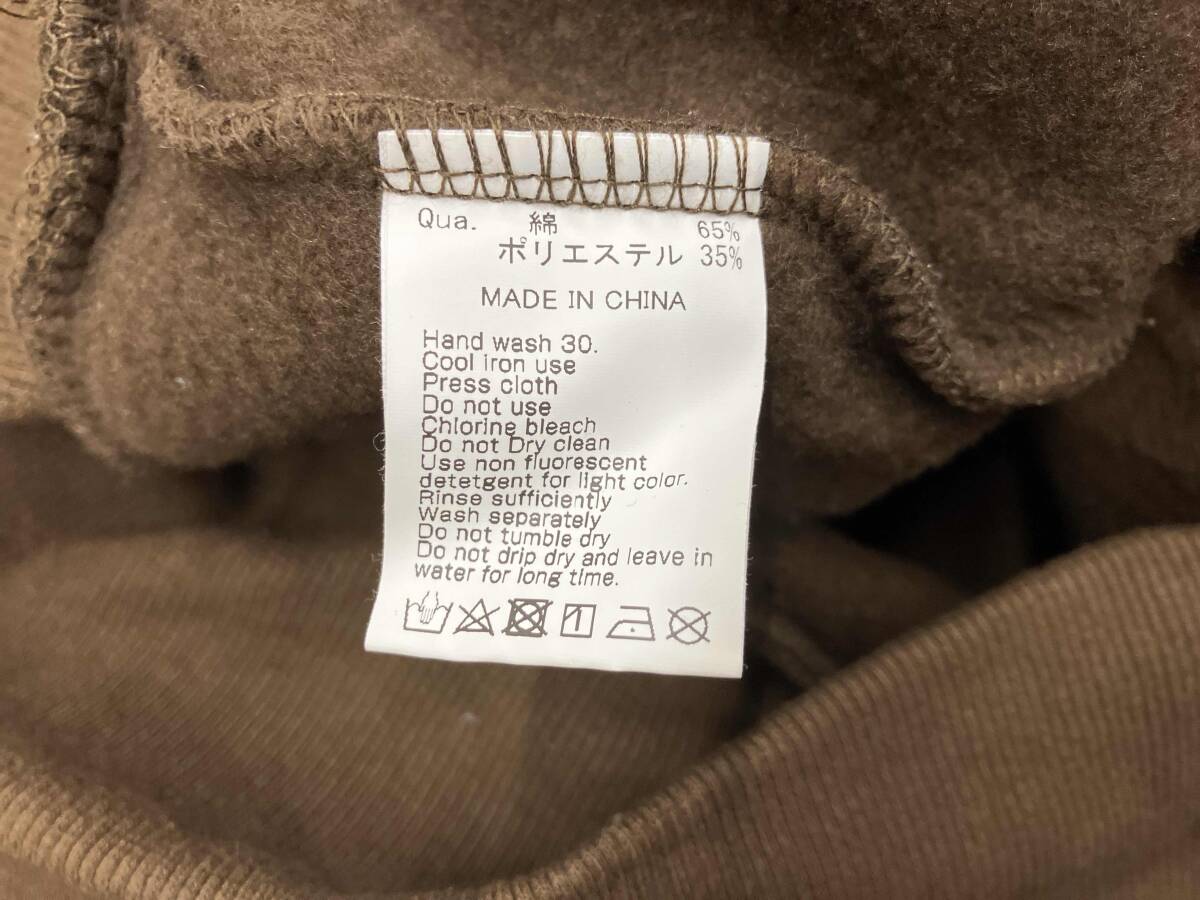 Qua. 綿 65%
ポリエステル 35%
MADE IN CHINA
Hand wash 30.
Cool iron use
Press cloth
Do not use
Chlorine bleach
Do not Dry clean
Use non fluorescent
detetgent for light color.
Rinse sufficiently
Wash separately
Do not tumble dry
Do not drip dry and leave in
water for long time.